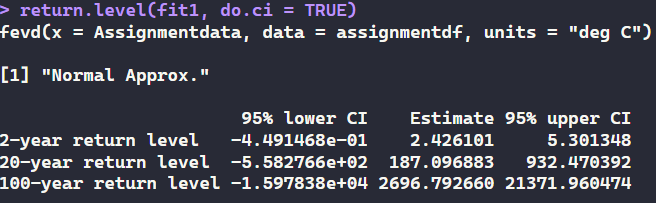 > return.level(fit1, do.ci = TRUE)
fevd(x = Assignmentdata, data = assignmentdf, units = "deg C")
[1] "Normal Approx."
95% lower CI Estimate 95% upper CI
2-year return level -4.491468e-01 2.426101 5.301348
20-year return level -5.582766e+02 187.096883 932.470392
100-year return level -1.597838e+04 2696.792660 21371.960474